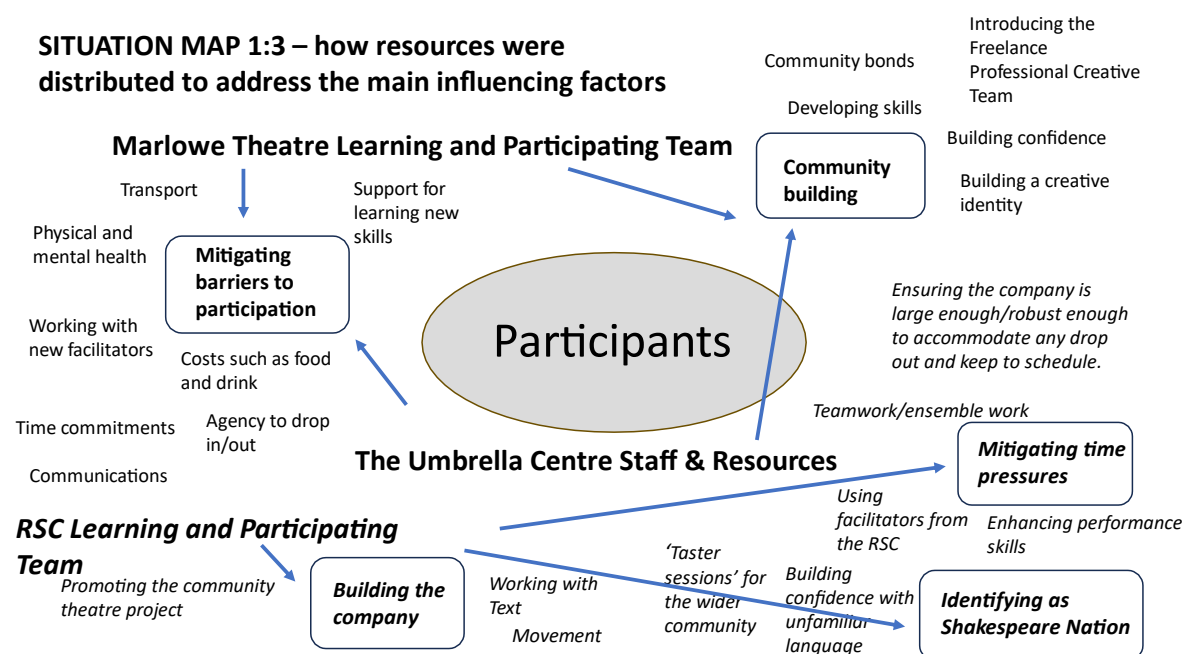 SITUATION MAP 1:3 – how resources were
distributed to address the main influencing factors
Introducing the
Freelance
Professional Creative
Team
Community bonds
Developing skills
Building confidence
Marlowe Theatre Learning and Participating Team
Community
building
Building a creative
identity
Transport
Support for
learning new
skills
Physical and
mental health
Mitigating
barriers to
participation
Working with
new facilitators
Costs such as food
and drink
Participants
Ensuring the company is
large enough/robust enough
to accommodate any drop
out and keep to schedule.
Time commitments
Agency to drop
in/out
Communications
Teamwork/ensemble work
The Umbrella Centre Staff & Resources
Mitigating time
pressures
Using
facilitators from
the RSC
Enhancing performance
skills
RSC Learning and Participating
Team
Promoting the community
theatre project
Building the
company
Working with
Text
Movement
‘Taster
sessions’ for
the wider
community
Building
confidence with
unfamiliar
language
Identifying as
Shakespeare Nation